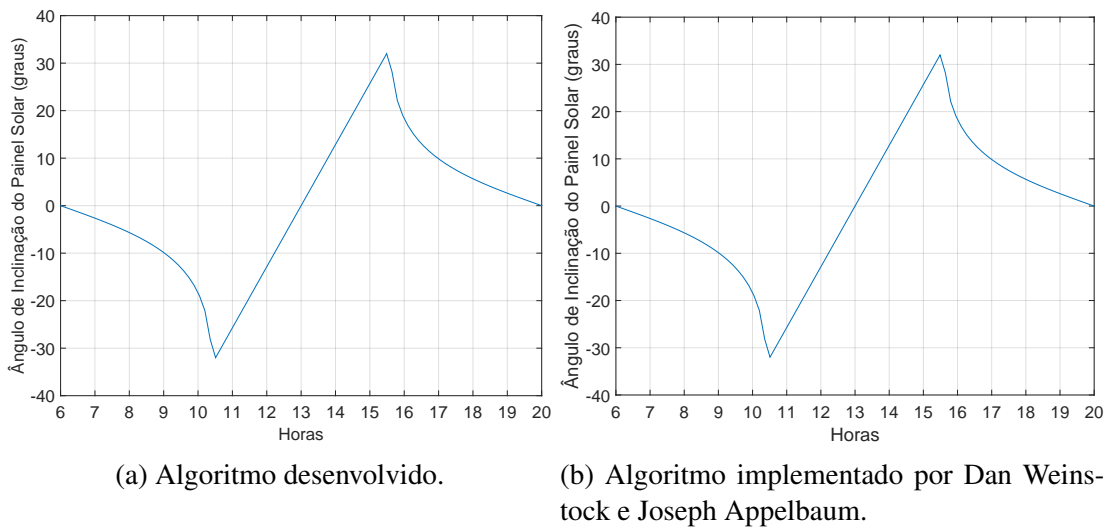 40
30
20
10
0
-10
-20
-30
-40
Ângulo de Inclinação do Painel Solar (graus)
6 7 8 9 10 11 12 13 14 15 16 17 18 19 20
Horas
(a) Algoritmo desenvolvido.
40
30
20
10
0
-10
-20
-30
-40
Ângulo de Inclinação do Painel Solar (graus)
6 7 8 9 10 11 12 13 14 15 16 17 18 19 20
Horas
(b) Algoritmo implementado por Dan Weins-
tock e Joseph Appelbaum.